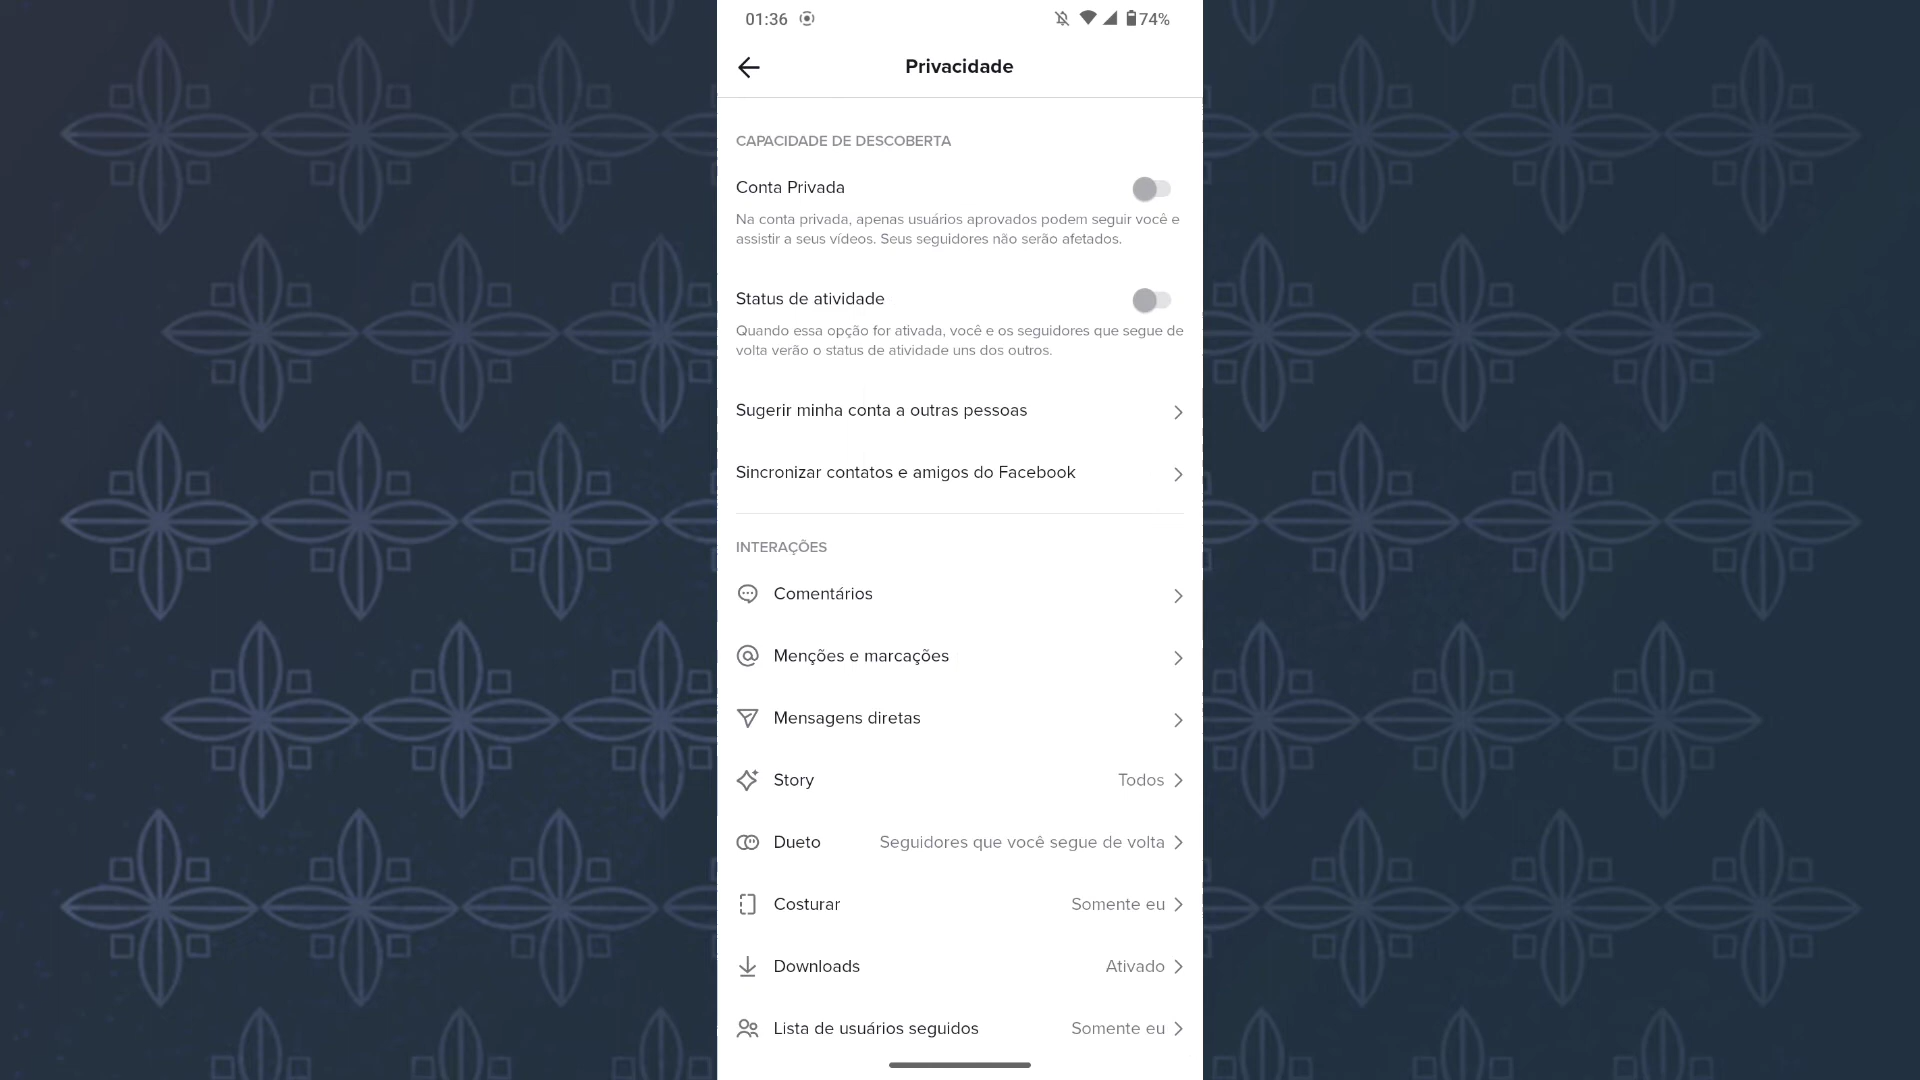 01:36
74%
Privacidade
CAPACIDADE DE DESCOBERTA
Conta Privada
Na conta privada, apenas usuários aprovados podem seguir você e
assistir a seus vídeos. Seus seguidores não serão afetados.
Status de atividade
Quando essa opção for ativada, você e os seguidores que segue de
volta verão o status de atividade uns dos outros.
Sugerir minha conta a outras pessoas
Sincronizar contatos e amigos do Facebook
INTERAÇÕES
Comentários
Menções e marcações
Mensagens diretas
Story Todos
Dueto Seguidores que você segue de volta
Costurar Somente eu
Downloads Ativado
Lista de usuários seguidos Somente eu